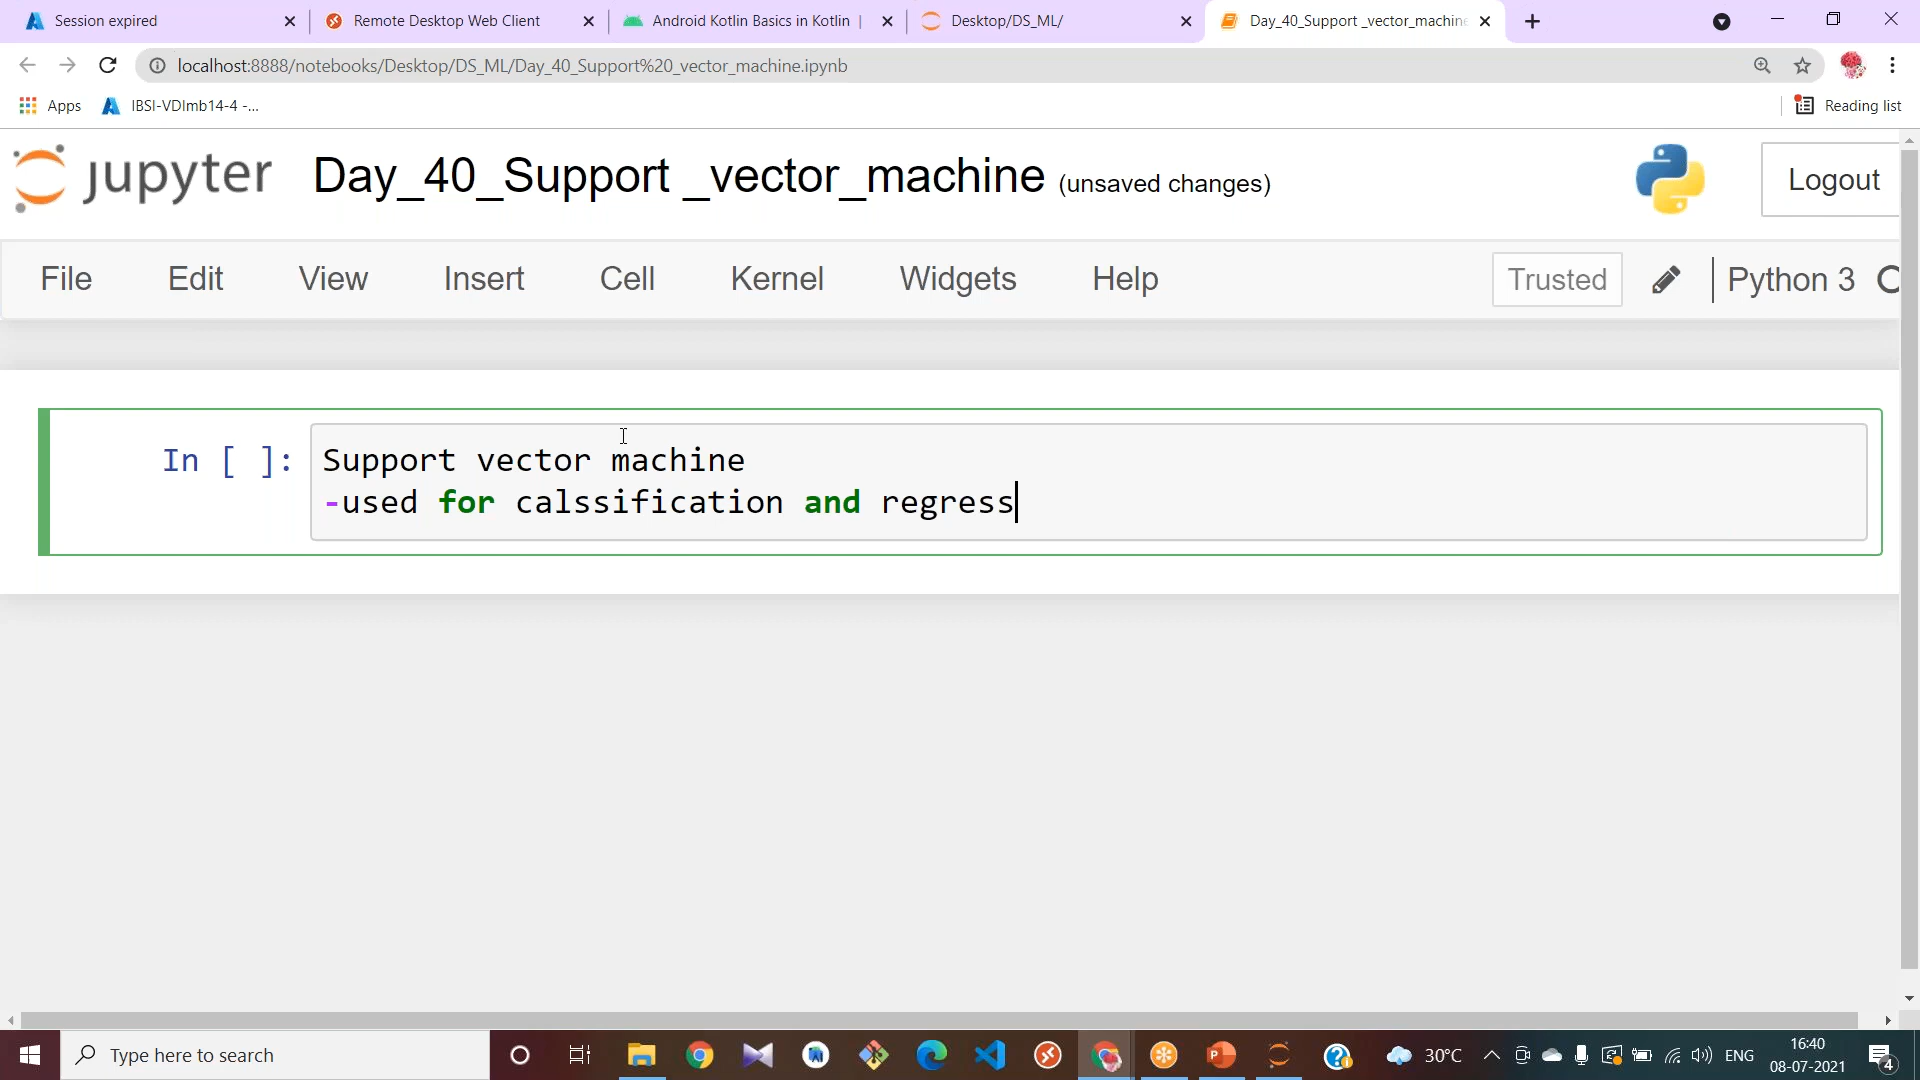 Session expired
Remote Desktop Web Client
Android Kotlin Basics in Kotlin |
Desktop/DS_ML/
Day_40_Support _vector_machine
localhost:8888/notebooks/Desktop/DS_ML/Day_40_Support%20_vector_machine.ipynb
Apps
IBSI-VDImb14-4 -...
Reading list
jupyter
Day_40_Support _vector_machine (unsaved changes)
Logout
File Edit View Insert Cell Kernel Widgets Help
Trusted
Python 3
In [ ]:
Support vector machine
-used for calssification and regress
Type here to search
30°C
ENG
16:40
08-07-2021
4